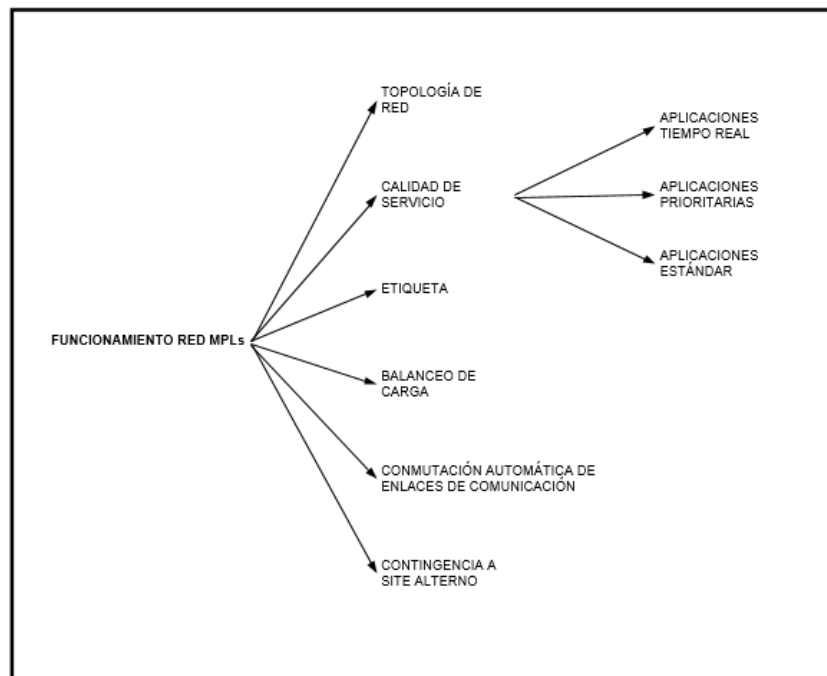 TOPOLOGÍA DE
RED
CALIDAD DE
SERVICIO
ETIQUETA
FUNCIONAMIENTO RED MPLs
BALANCEO DE
CARGA
CONMUTACIÓN AUTOMÁTICA DE
ENLACES DE COMUNICACIÓN
CONTINGENCIA A
SITE ALTERNO
APLICACIONES
TIEMPO REAL
APLICACIONES
PRIORITARIAS
APLICACIONES
ESTÁNDAR